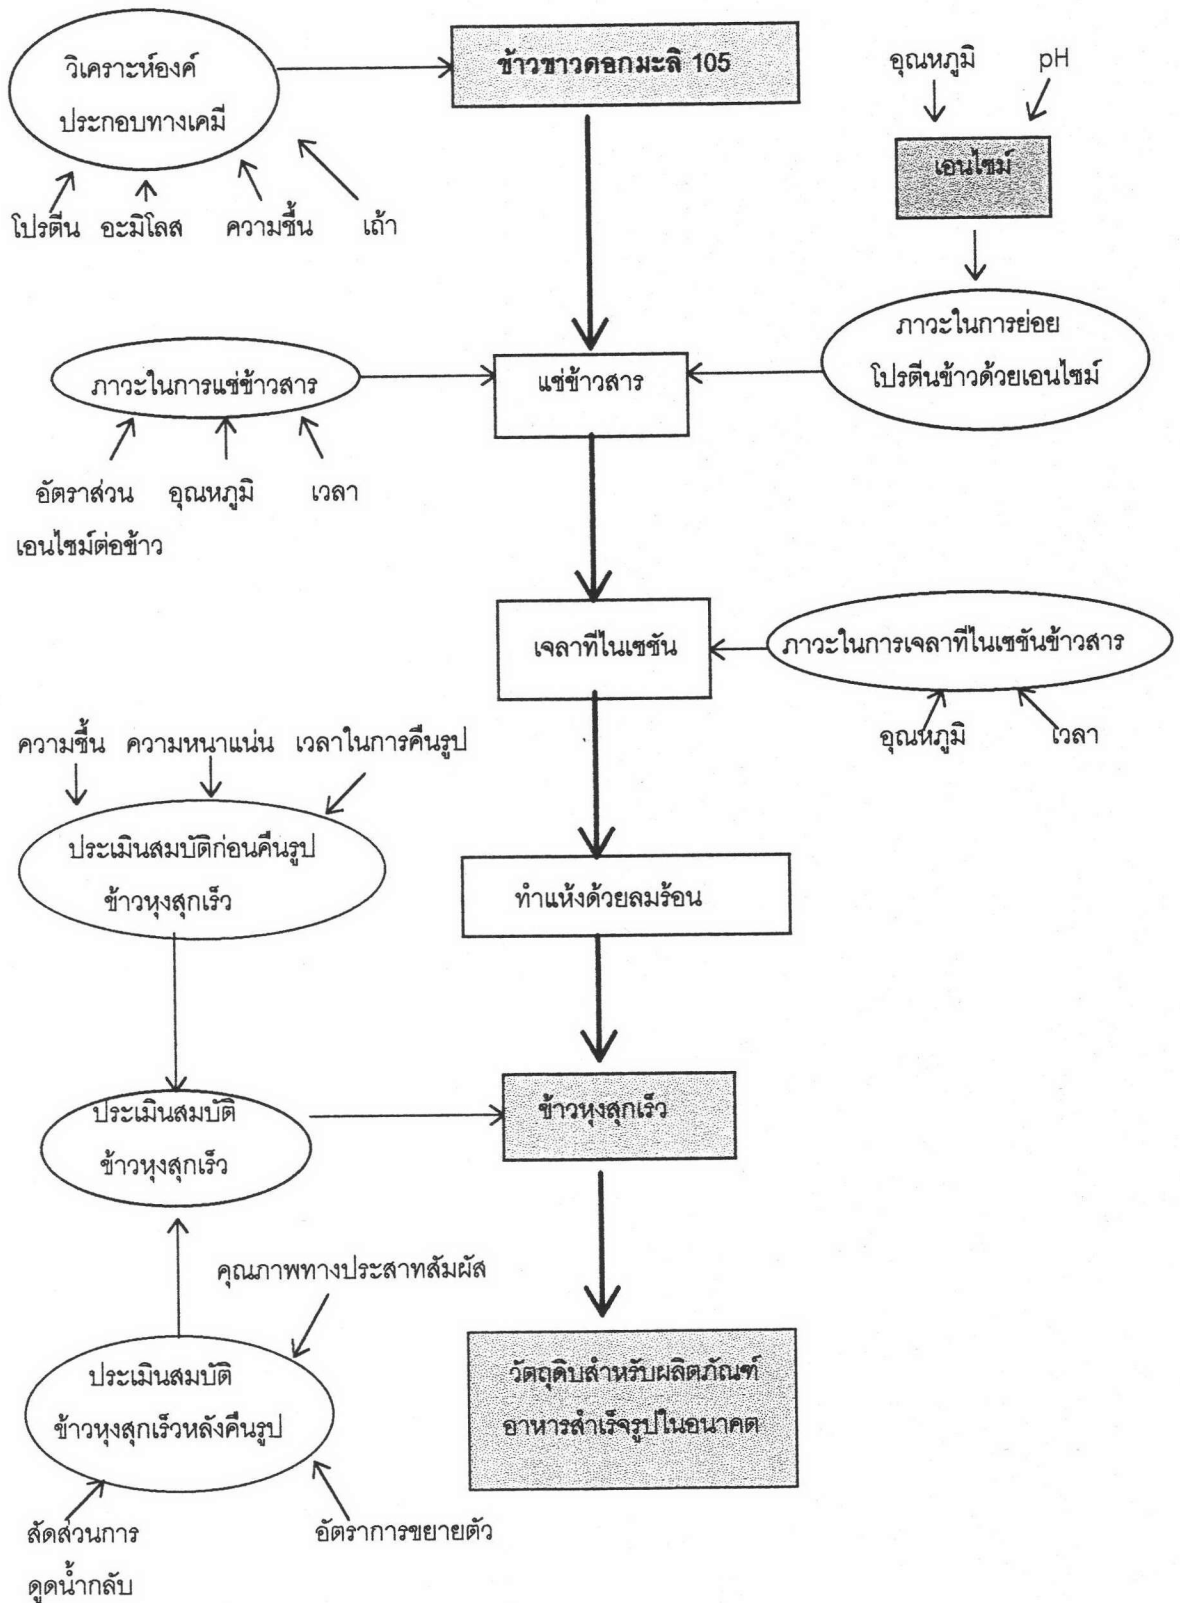 วิเคราะห์องค์
ประกอบทางเคมี
ข้าวขาวดอกมะลิ 105
อุณหภูมิ pH
เอนไซม์
โปรตีน อะมิโลส ความชื้น เถ้า
ภาวะในการย่อย
โปรตีนข้าวด้วยเอนไซม์
ภาวะในการแช่ข้าวสาร
แช่ข้าวสาร
อัตราส่วน อุณหภูมิ เวลา
เอนไซม์ต่อข้าว
เจลาทีไนเซชัน
ภาวะในการเจลาทีไนเซชันข้าวสาร
อุณหภูมิ เวลา
ความชื้น ความหนาแน่น เวลาในการคืนรูป
ประเมินสมบัติก่อนคืนรูป
ข้าวหุงสุกเร็ว
ทำแห้งด้วยลมร้อน
ประเมินสมบัติ
ข้าวหุงสุกเร็ว
ข้าวหุงสุกเร็ว
คุณภาพทางประสาทสัมผัส
ประเมินสมบัติ
ข้าวหุงสุกเร็วหลังคืนรูป
วัตถุดิบสำหรับผลิตภัณฑ์
อาหารสำเร็จรูปในอนาคต
สัดส่วนการ
ดูดน้ำกลับ
อัตราการขยายตัว